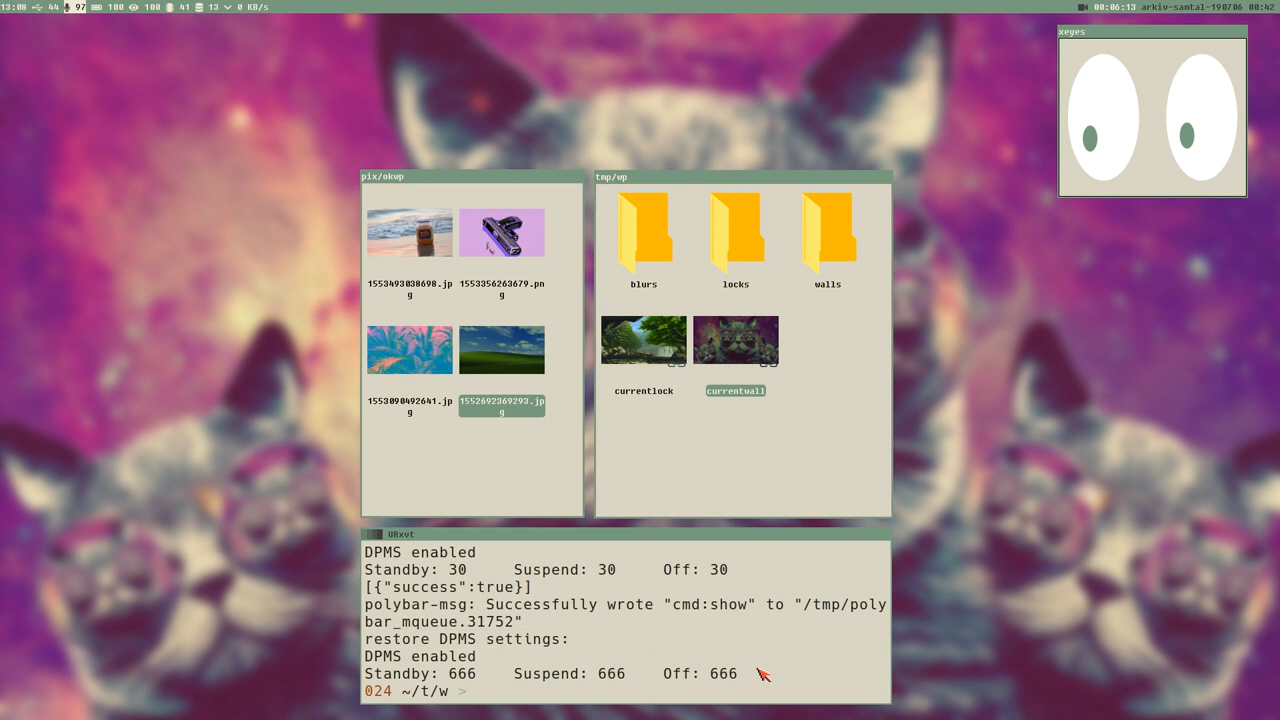 13:08 44 97 100 100 41 13 0 KB/s
00:06:13 arkiv-samtal-190706 00:42
xeyes
pix/okwp
1553493038698.jp
g
1553356263679.pn
g
1553090492641.jp
g
1552692369293.jp
g
tmp/wp
blurs
locks
walls
currentlock
currentwall
URxvt
DPMS enabled
Standby: 30 Suspend: 30 Off: 30
[{"success":true}]
polybar-msg: Successfully wrote "cmd:show" to "/tmp/poly
bar_mqueue.31752"
restore DPMS settings:
DPMS enabled
Standby: 666 Suspend: 666 Off: 666
024 ~/t/w >